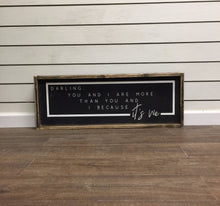 DARLING,
YOU AND I ARE MORE
THAN YOU AND
I BECAUSE
it's We